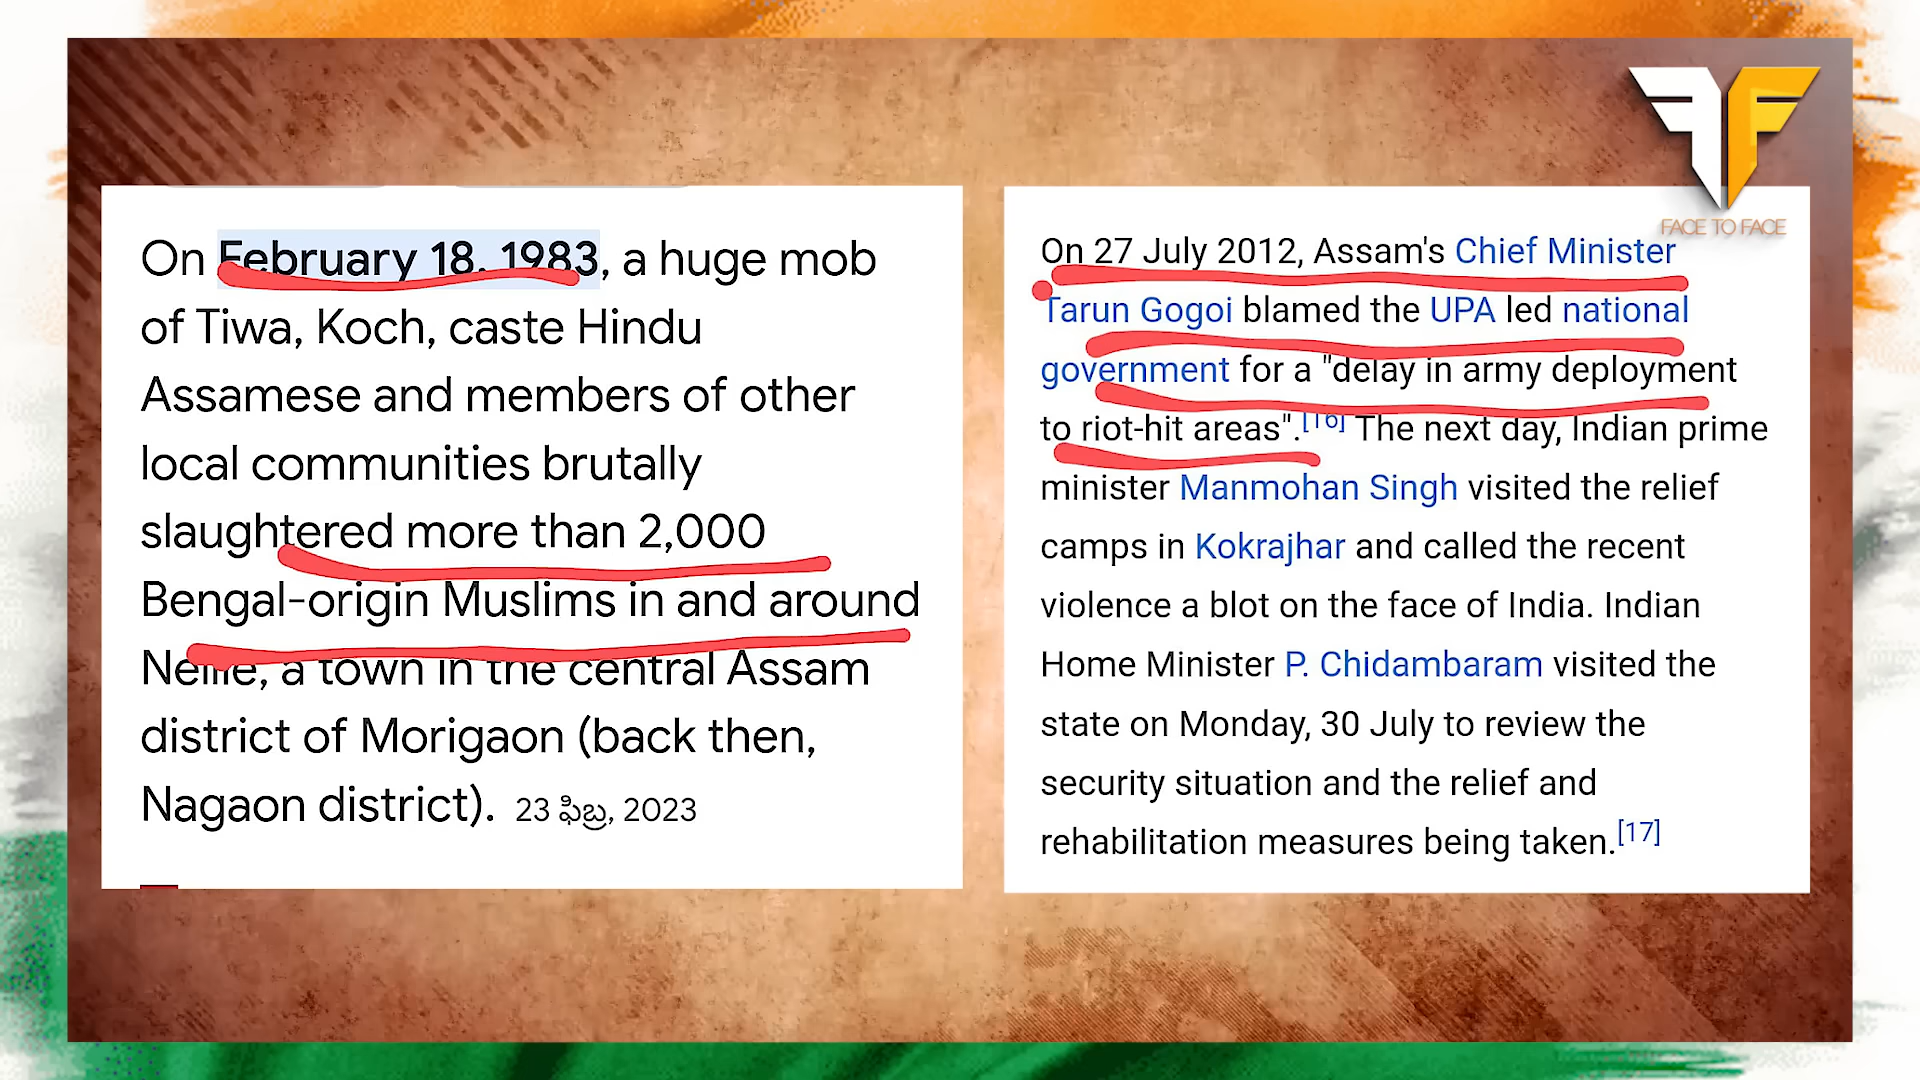 On February 18, 1983, a huge mob
of Tiwa, Koch, caste Hindu
Assamese and members of other
local communities brutally
slaughtered more than 2,000
Bengal-origin Muslims in and around
Nellie, a town in the central Assam
district of Morigaon (back then,
Nagaon district). 23 ఫిబ్ర, 2023
FACE TO FACE
On 27 July 2012, Assam's Chief Minister
Tarun Gogoi blamed the UPA led national
government for a "delay in army deployment
to riot-hit areas".[16] The next day, Indian prime
minister Manmohan Singh visited the relief
camps in Kokrajhar and called the recent
violence a blot on the face of India. Indian
Home Minister P. Chidambaram visited the
state on Monday, 30 July to review the
security situation and the relief and
rehabilitation measures being taken.[17]